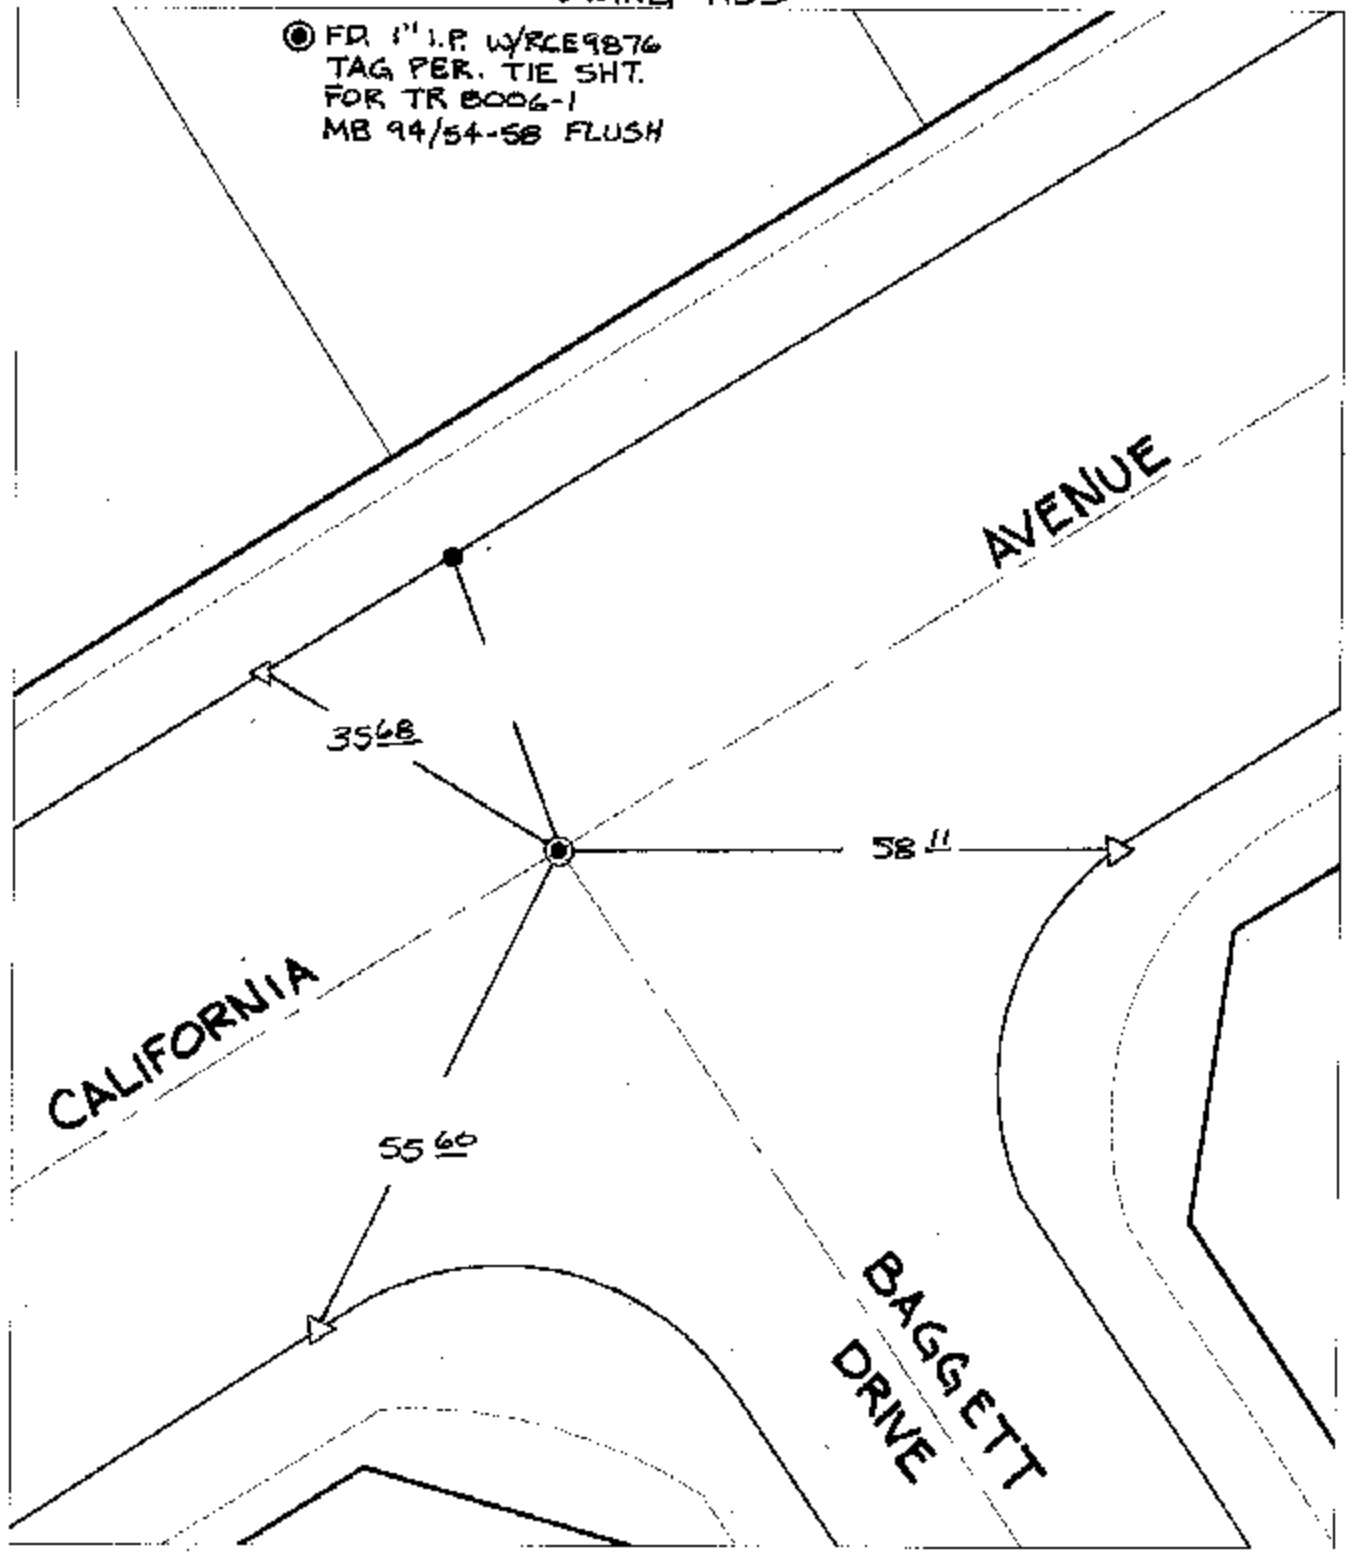 FD. 1" I.P. W/RCE9876
TAG PER. TIE SHT.
FOR TR 8006-1
MB 94/54-58 FLUSH
AVENUE
35 68
58 11
CALIFORNIA
55 60
BAGGETT
DRIVE